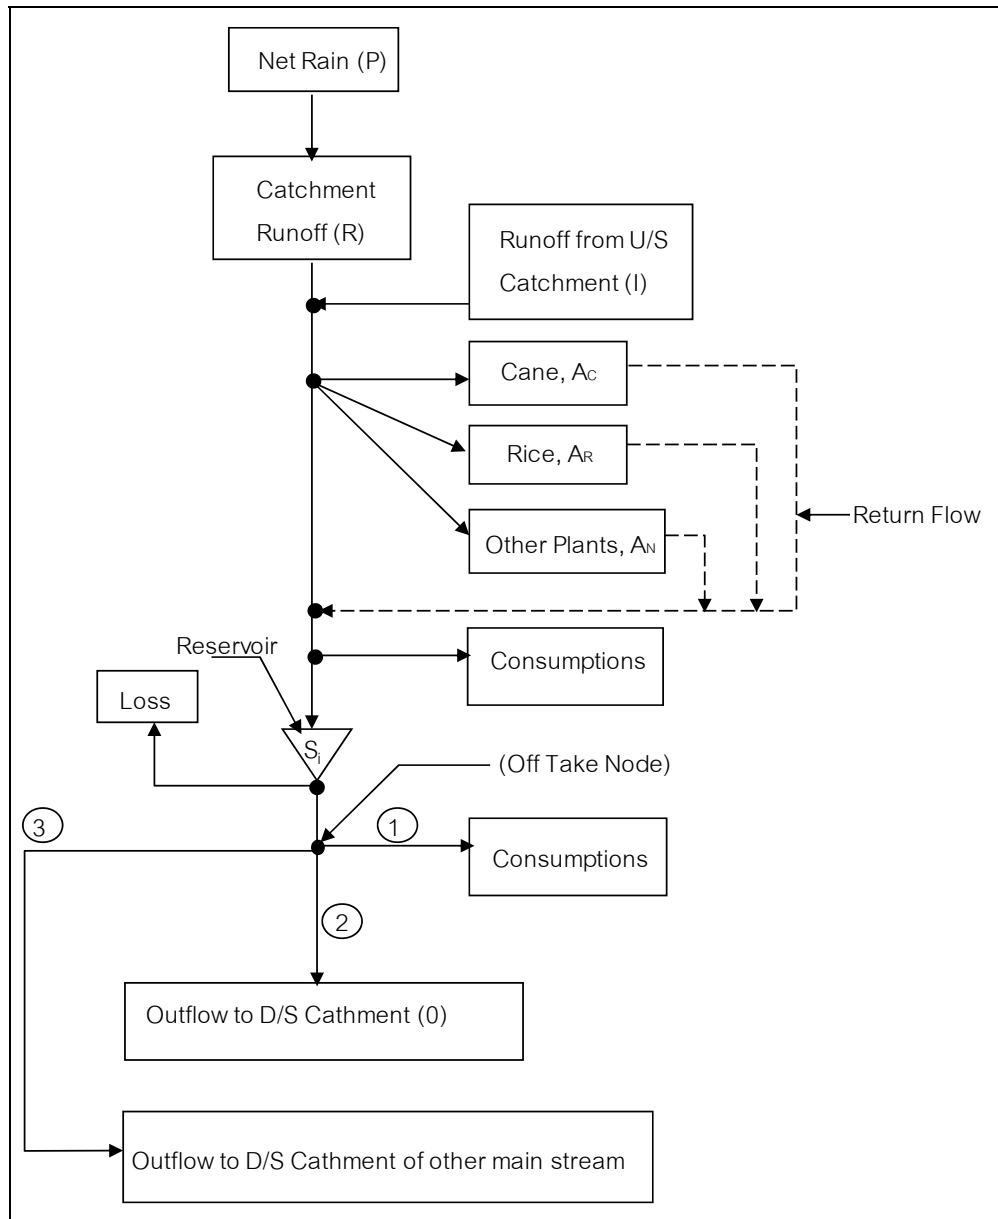 Net Rain (P)
Catchment
Runoff (R)
Runoff from U/S
Catchment (I)
Cane, AC
Rice, AR
Return Flow
Other Plants, AN
Reservoir
Consumptions
Loss
Si
(Off Take Node)
3
1
Consumptions
2
Outflow to D/S Cathment (0)
Outflow to D/S Cathment of other main stream